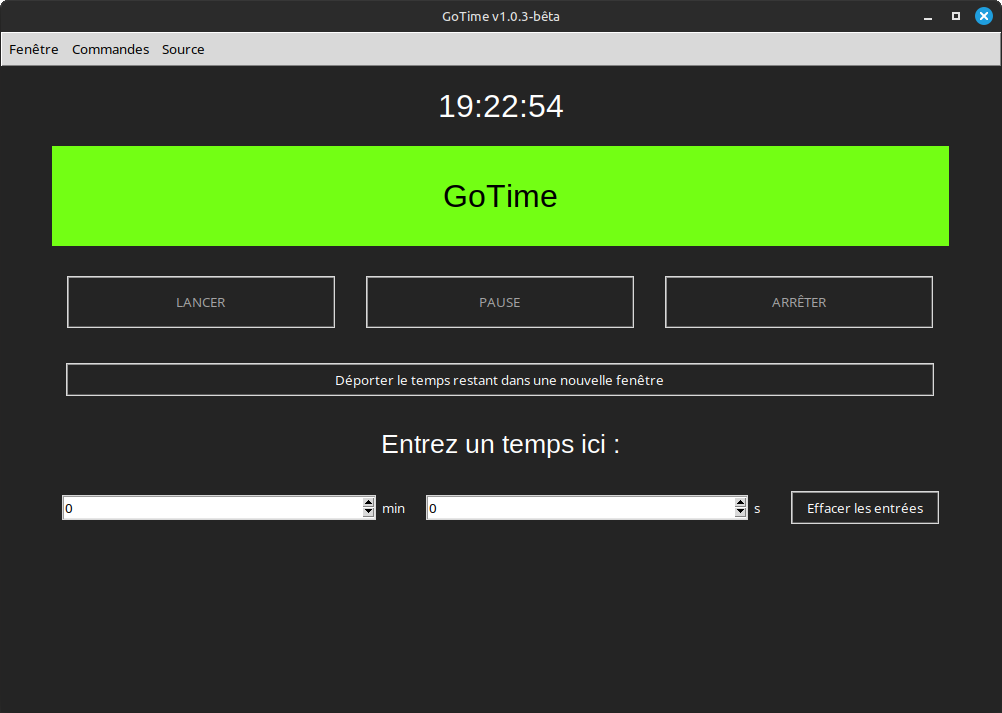 GoTime v1.0.3-bêta
Fenêtre Commandes Source
19:22:54
GoTime
LANCER PAUSE ARRÊTER
Déporter le temps restant dans une nouvelle fenêtre
Entrez un temps ici :
0 min 0 s Effacer les entrées